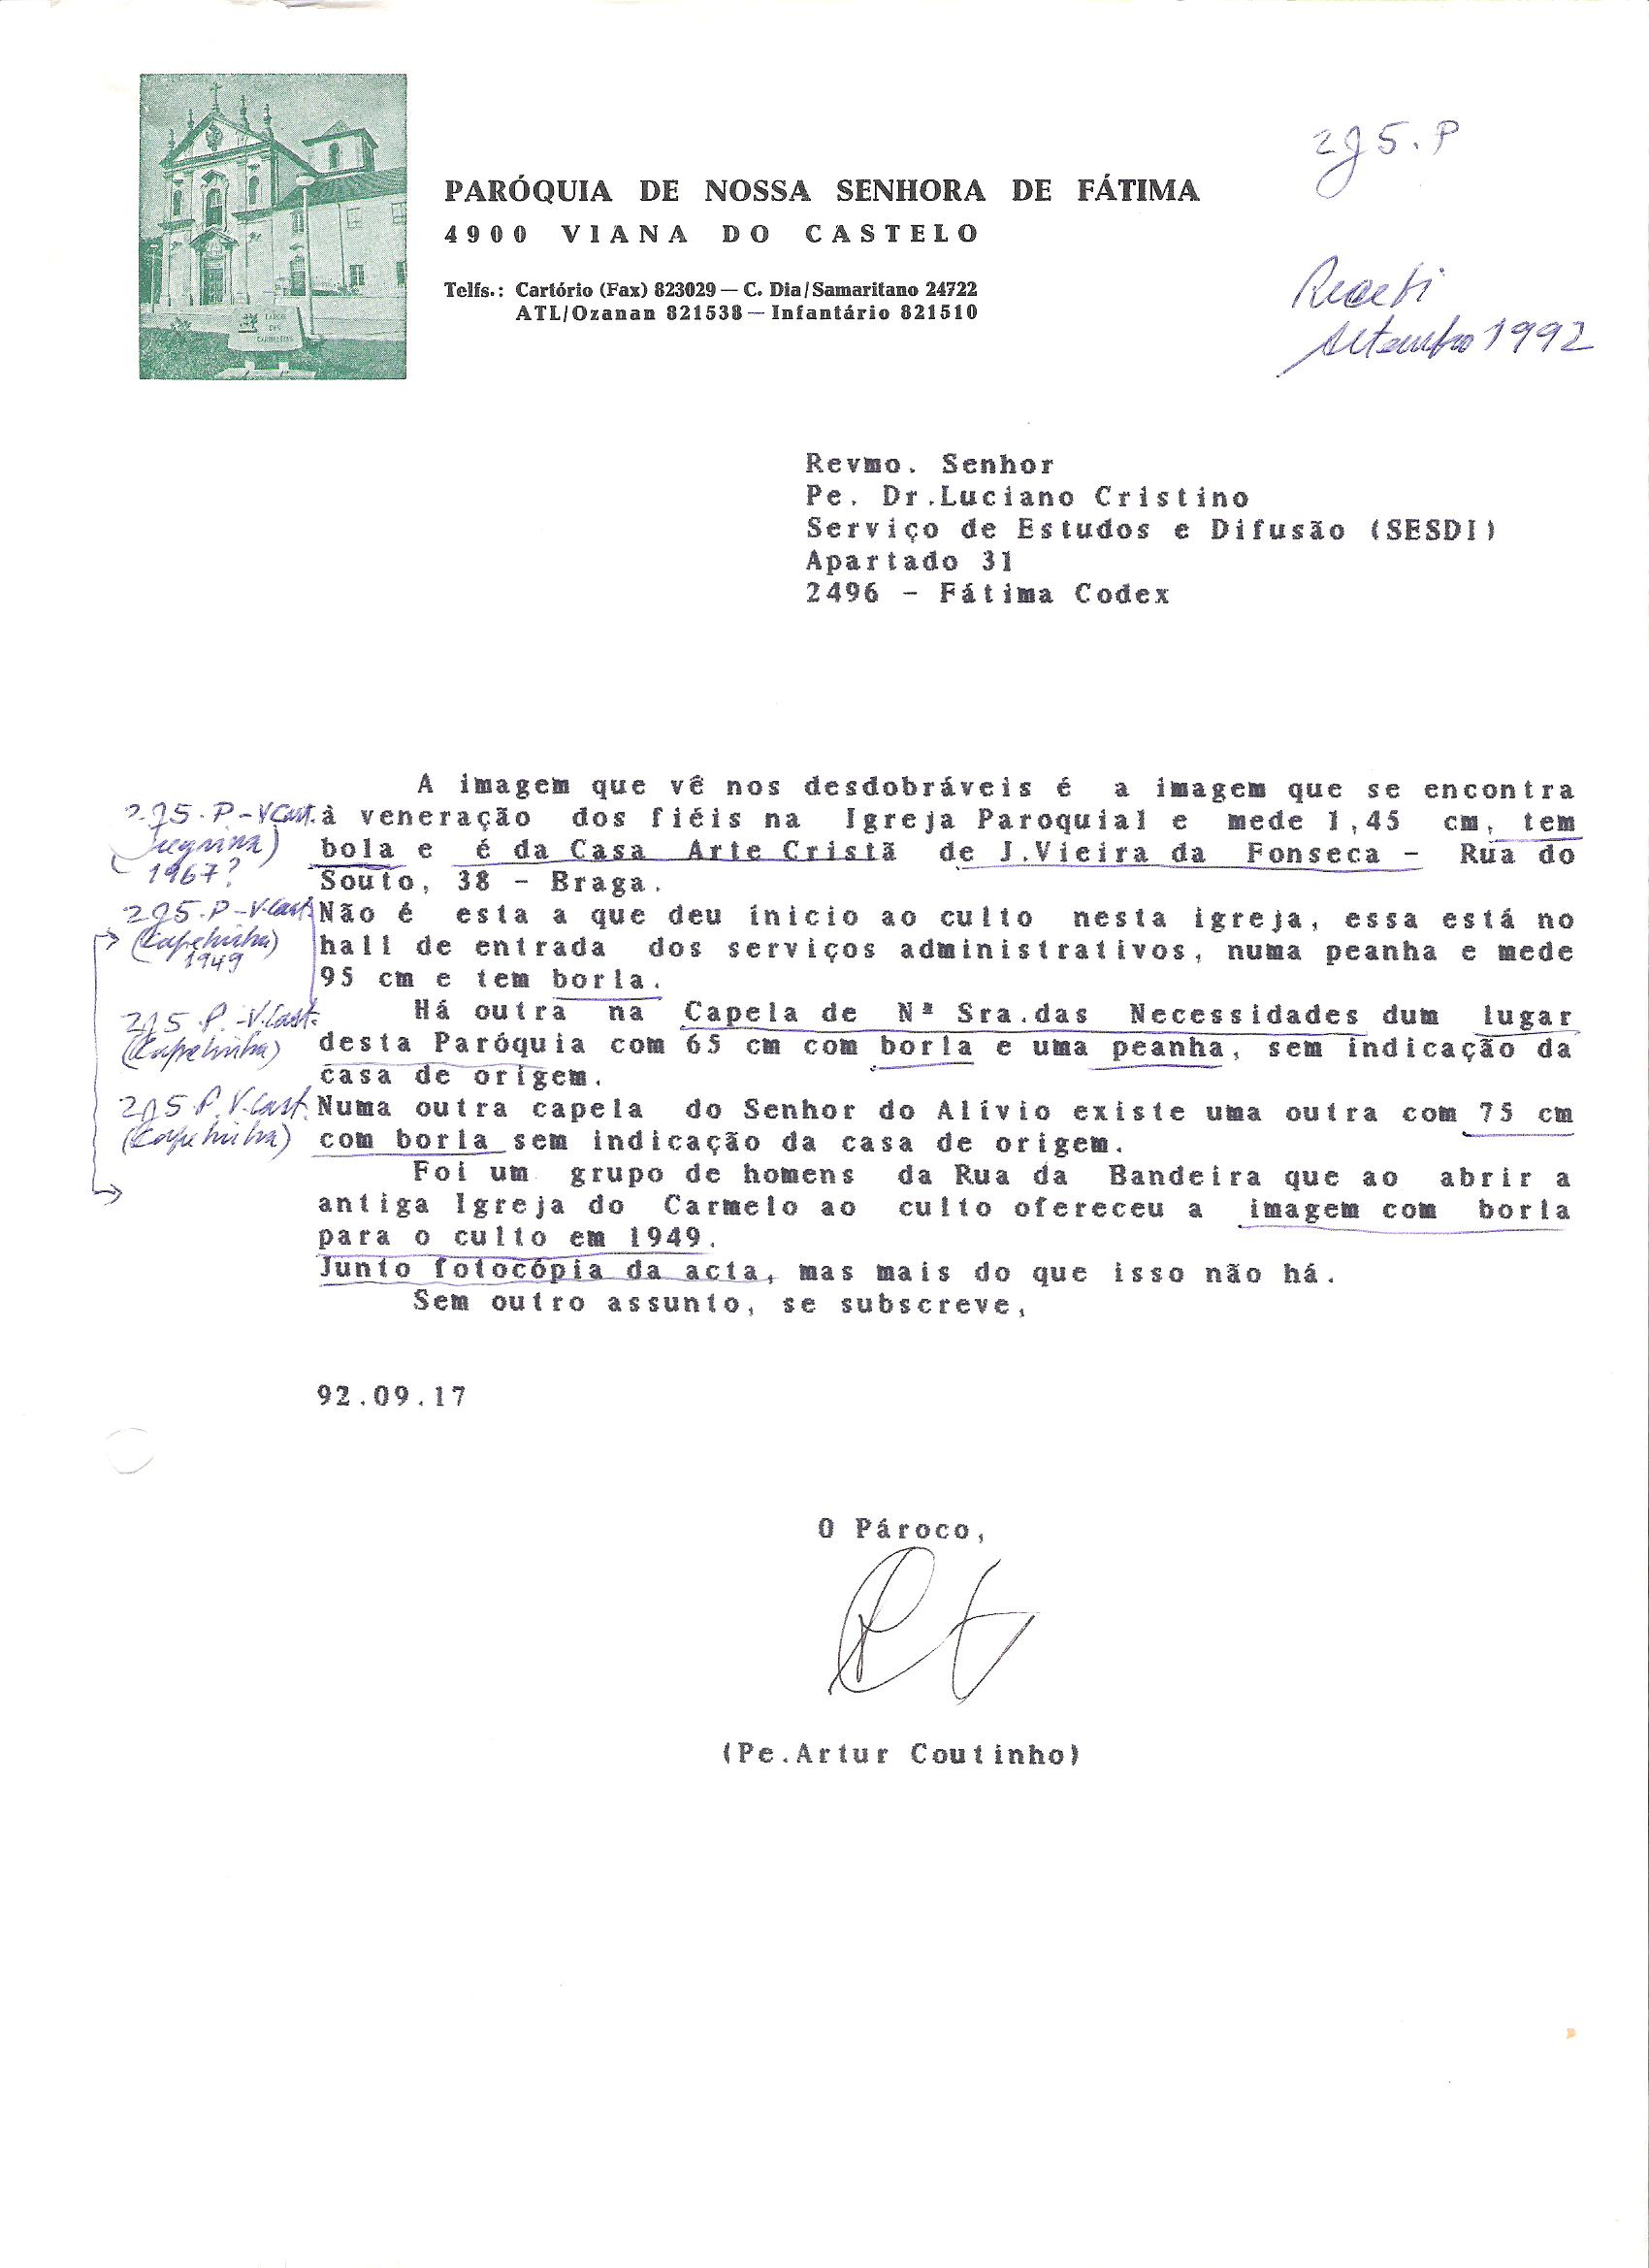 PARÓQUIA DE NOSSA SENHORA DE FÁTIMA
4900 VIANA DO CASTELO
Telfs.: Cartório (Fax) 823029 — C. Dia/Samaritano 24722
ATL/Ozanan 821538 — Infantário 821510
LARGO
DAS
CARMELITAS
Recebi
Setembro 1992
Revmo. Senhor
Pe. Dr.Luciano Cristino
Serviço de Estudos e Difusão (SESDI)
Apartado 31
2496 - Fátima Codex
A imagem que vê nos desdobráveis é a imagem que se encontra
à veneração dos fiéis na Igreja Paroquial e mede 1,45 cm, tem
bola e é da Casa Arte Cristã de J.Vieira da Fonseca - Rua do
Souto, 38 - Braga.
Não é esta a que deu início ao culto nesta igreja, essa está no
hall de entrada dos serviços administrativos, numa peanha e mede
95 cm e tem borla.
Há outra na Capela de Nª Sra.das Necessidades dum lugar
desta Paróquia com 65 cm com borla e uma peanha, sem indicação da
casa de origem.
Numa outra capela do Senhor do Alívio existe uma outra com 75 cm
com borla sem indicação da casa de origem.
Foi um grupo de homens da Rua da Bandeira que ao abrir a
antiga Igreja do Carmelo ao culto ofereceu a imagem com borla
para o culto em 1949.
Junto fotocópia da acta, mas mais do que isso não há.
Sem outro assunto, se subscreve,
P - V.Cast.
1967?
P - V.Cast.
(Capelinha)
1949
P. - V.Cast.
(Capelinha)
P. V.Cast.
(Capelinha)
92.09.17
O Pároco,
(Pe.Artur Coutinho)